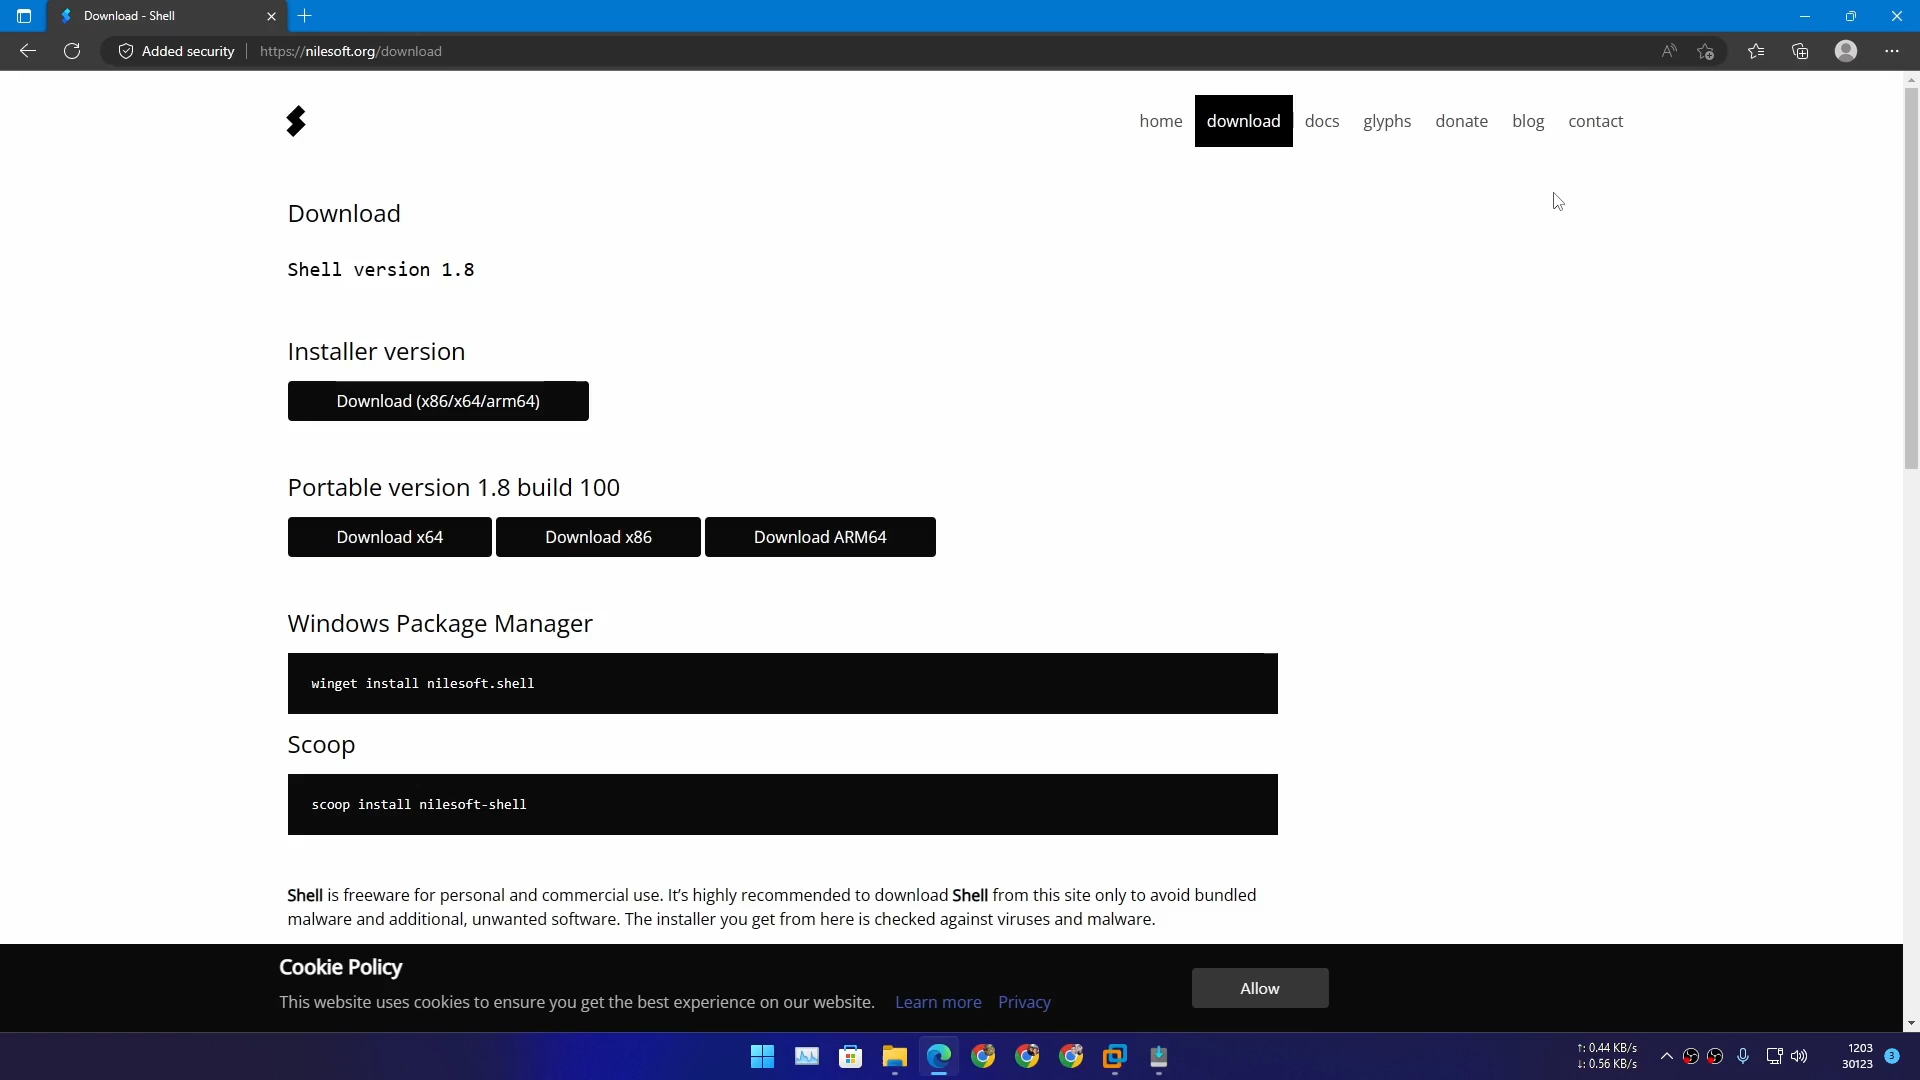 Download - Shell
Added security
https://nilesoft.org/download
home
download
docs
glyphs
donate
blog
contact
Download
Shell version 1.8
Installer version
Download (x86/x64/arm64)
Portable version 1.8 build 100
Download x64
Download x86
Download ARM64
Windows Package Manager
winget install nilesoft.shell
Scoop
scoop install nilesoft-shell
Shell is freeware for personal and commercial use. It's highly recommended to download Shell from this site only to avoid bundled
malware and additional, unwanted software. The installer you get from here is checked against viruses and malware.
Cookie Policy
This website uses cookies to ensure you get the best experience on our website. Learn more Privacy
Allow
↑: 0.44 KB/s
↓: 0.56 KB/s
1203
30123
3